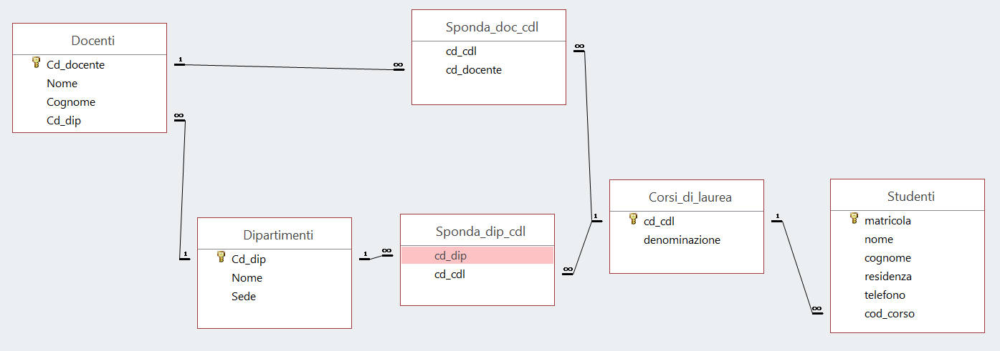 Docenti
Cd_docente
Nome
Cognome
Cd_dip
Sponda_doc_cdl
cd_cdl
cd_docente
Dipartimenti
Cd_dip
Nome
Sede
Sponda_dip_cdl
cd_dip
cd_cdl
Corsi_di_laurea
cd_cdl
denominazione
Studenti
matricola
nome
cognome
residenza
telefono
cod_corso
1
∞
∞
1
1
∞
∞
∞
1
1
∞